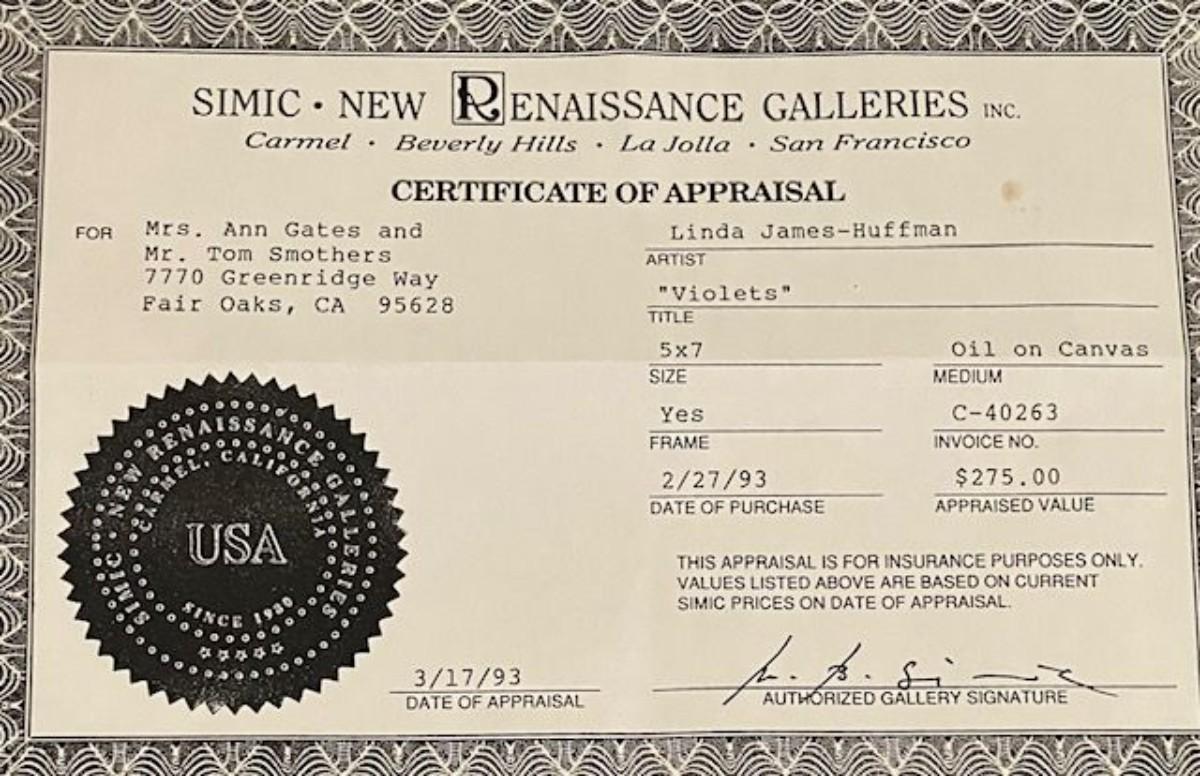 SIMIC · NEW RENAISSANCE GALLERIES INC.
Carmel · Beverly Hills · La Jolla · San Francisco
CERTIFICATE OF APPRAISAL
FOR Mrs. Ann Gates and
Mr. Tom Smothers
7770 Greenridge Way
Fair Oaks, CA 95628
Linda James-Huffman
ARTIST
"Violets"
TITLE
5x7
SIZE
Oil on Canvas
MEDIUM
Yes
FRAME
C-40263
INVOICE NO.
2/27/93
DATE OF PURCHASE
$275.00
APPRAISED VALUE
THIS APPRAISAL IS FOR INSURANCE PURPOSES ONLY.
VALUES LISTED ABOVE ARE BASED ON CURRENT
SIMIC PRICES ON DATE OF APPRAISAL.
SIMIC NEW RENAISSANCE GALLERIES
CARMEL, CALIFORNIA
USA
SINCE 1980
3/17/93
DATE OF APPRAISAL
AUTHORIZED GALLERY SIGNATURE